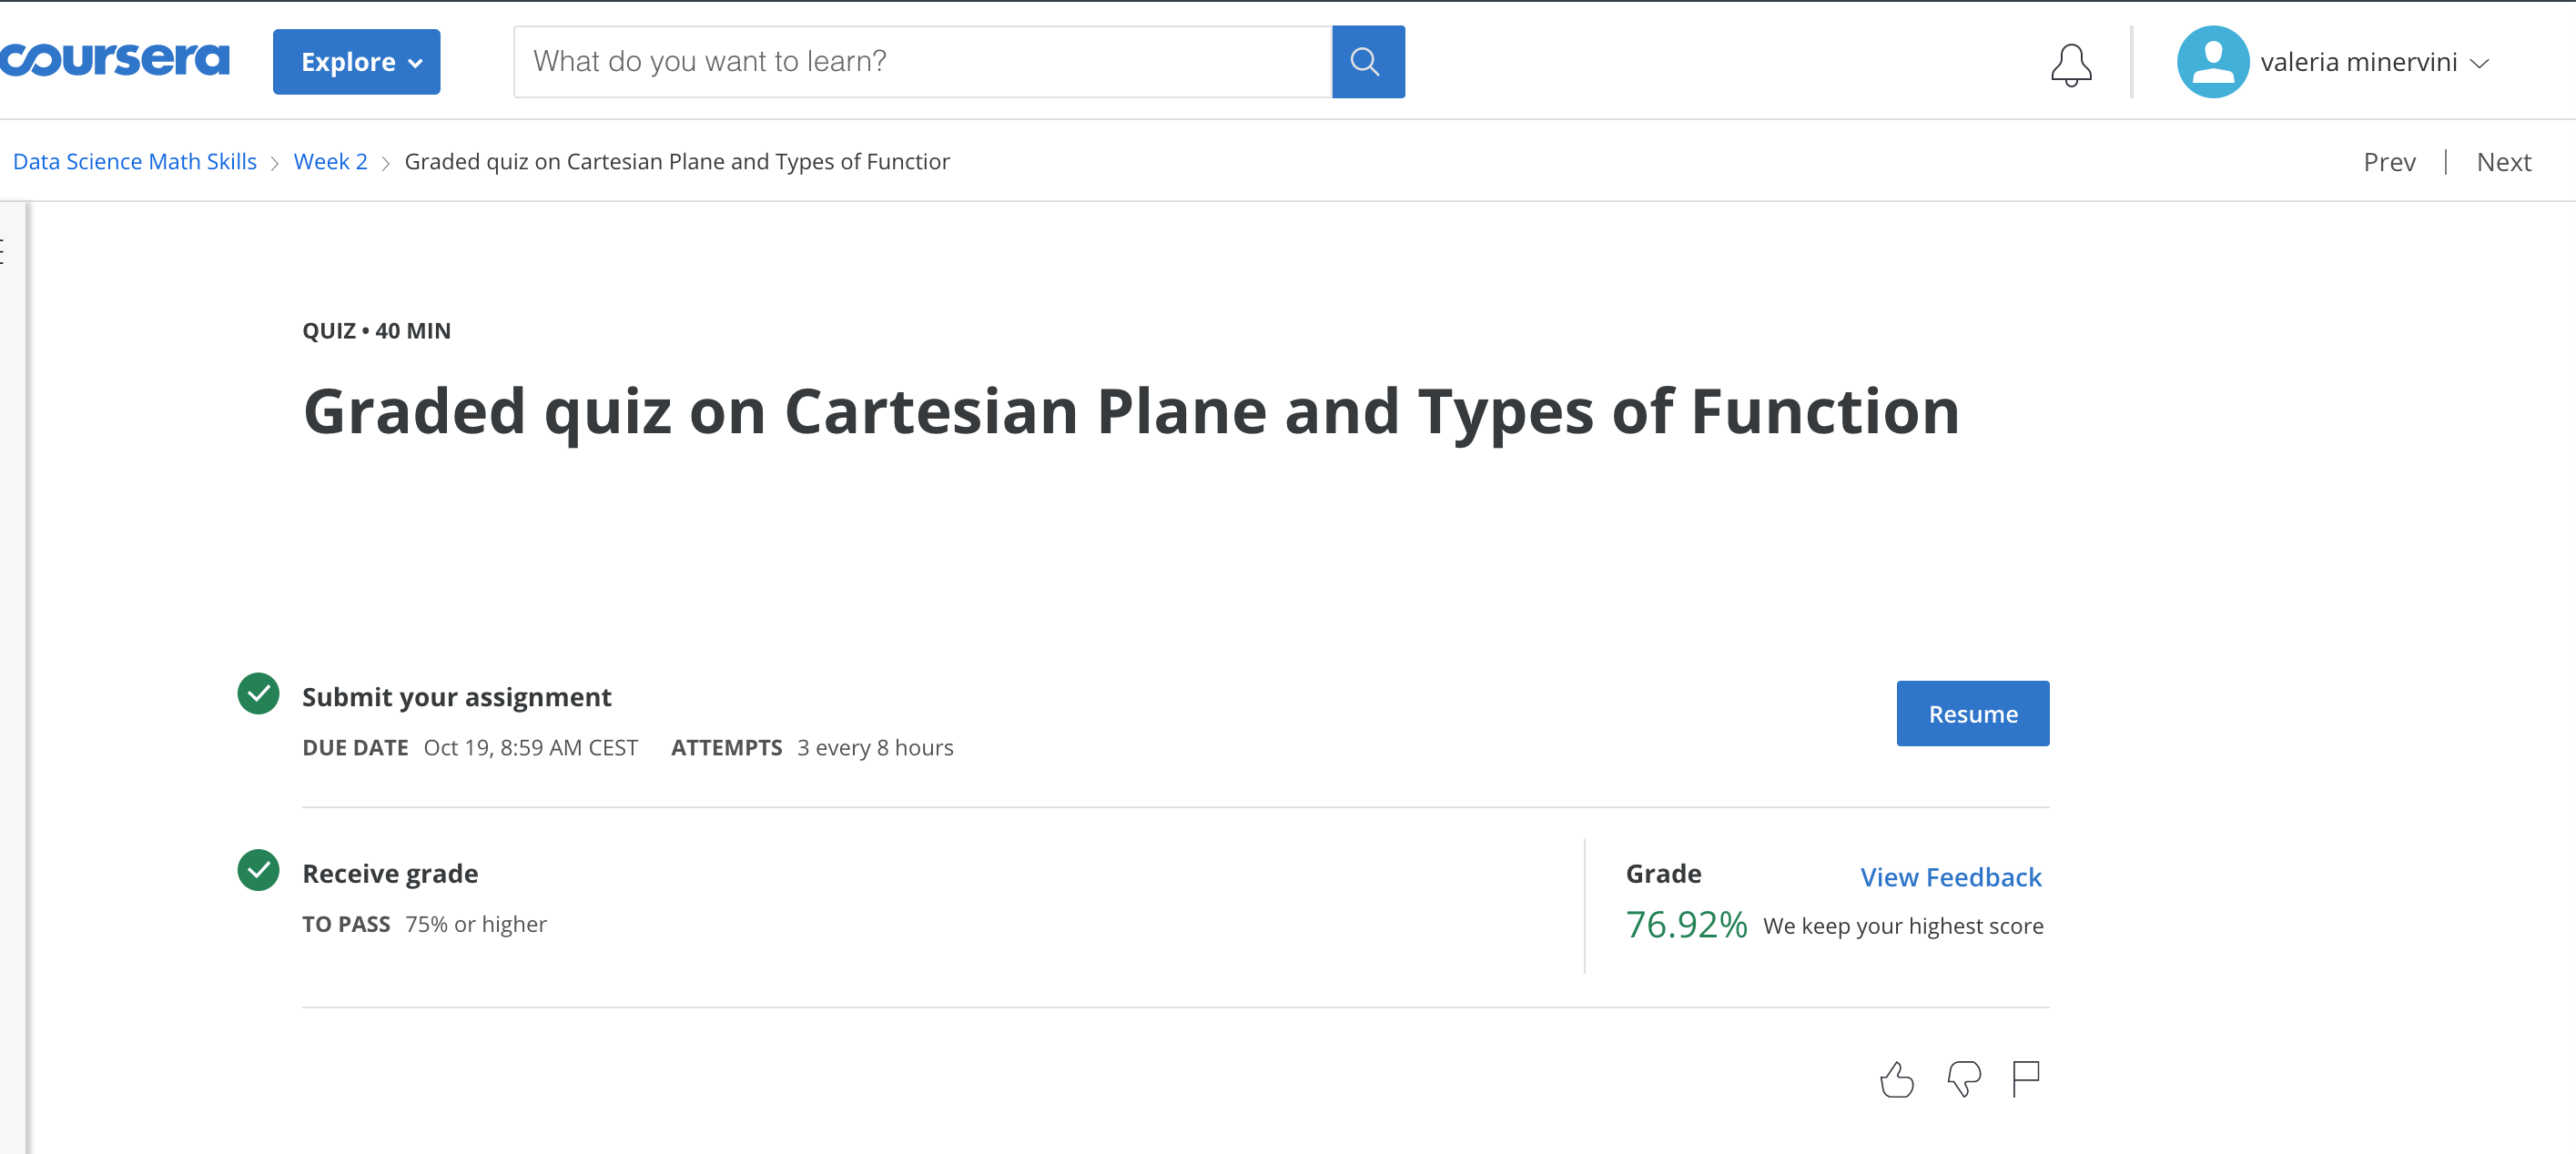 coursera
Explore
What do you want to learn?
valeria minervini
Data Science Math Skills > Week 2 > Graded quiz on Cartesian Plane and Types of Functior
Prev | Next
QUIZ • 40 MIN
Graded quiz on Cartesian Plane and Types of Function
Submit your assignment
Resume
DUE DATE Oct 19, 8:59 AM CEST ATTEMPTS 3 every 8 hours
Receive grade
TO PASS 75% or higher
Grade
View Feedback
76.92% We keep your highest score